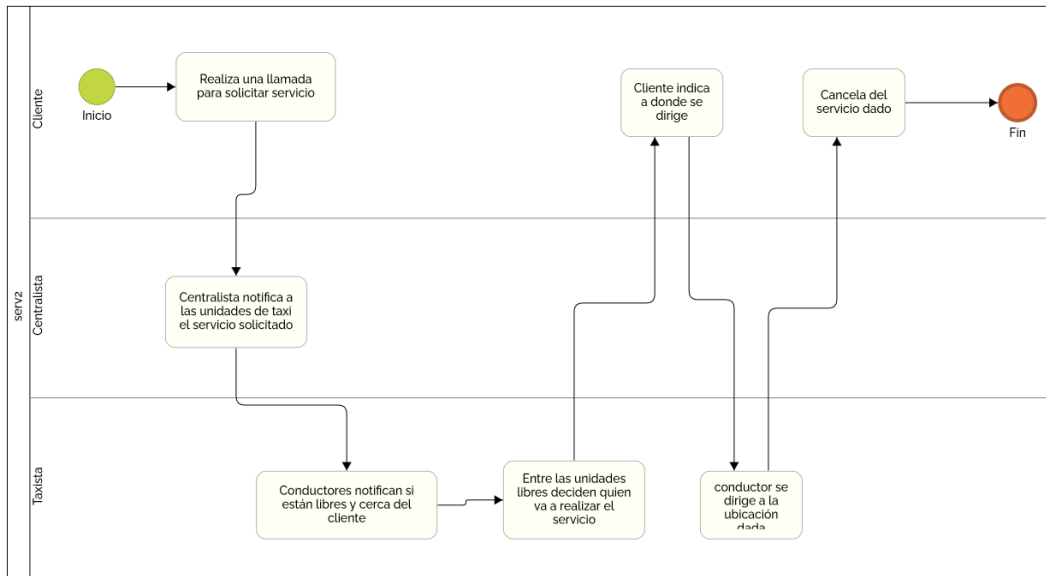 serv2
Cliente
Inicio
Realiza una llamada
para solicitar servicio
Cliente indica
a donde se
dirige
Cancela del
servicio dado
Fin
Centralista
Centralista notifica a
las unidades de taxi
el servicio solicitado
Taxista
Conductores notifican si
están libres y cerca del
cliente
Entre las unidades
libres deciden quien
va a realizar el
servicio
conductor se
dirige a la
ubicación
dada